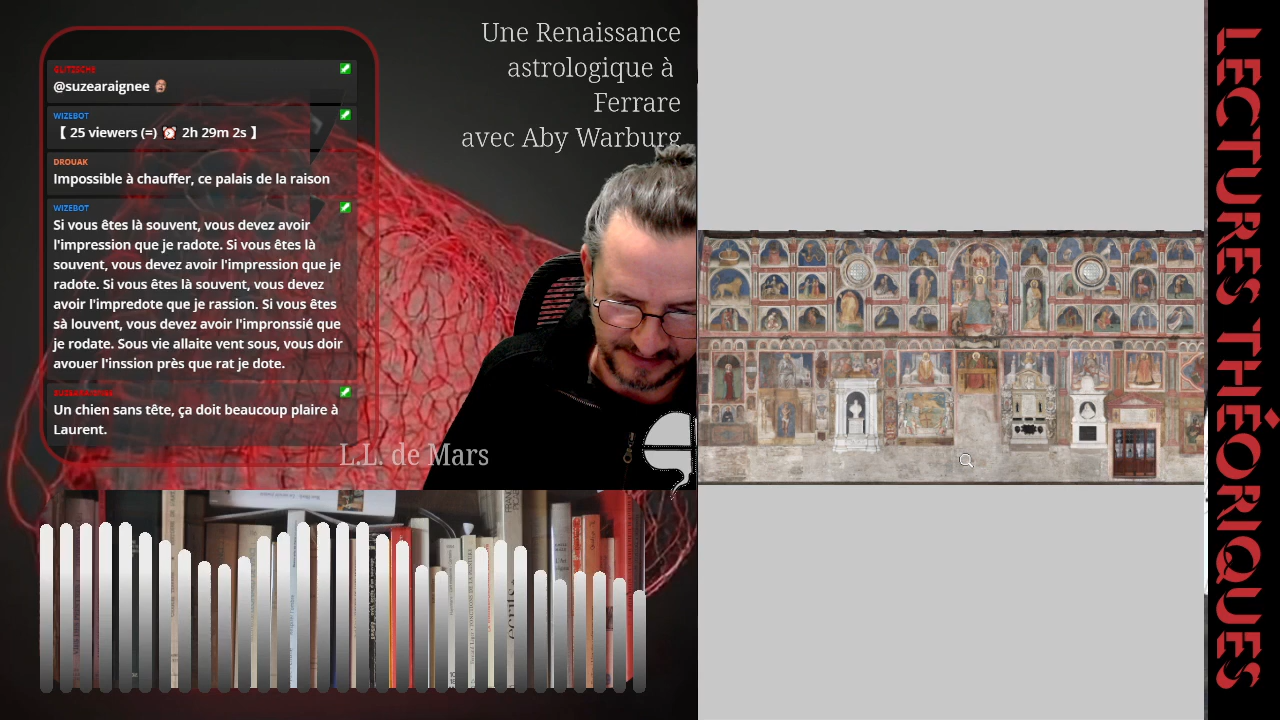 Une Renaissance
astrologique à
Ferrare
avec Aby Warburg
GLITZSCHE
@suzearaignee
WIZEBOT
【 25 viewers (=) ⏰ 2h 29m 2s 】
DROUAK
Impossible à chauffer, ce palais de la raison
WIZEBOT
Si vous êtes là souvent, vous devez avoir
l'impression que je radote. Si vous êtes là
souvent, vous devez avoir l'impression que je
radote. Si vous êtes là souvent, vous devez
avoir l'impredote que je rassion. Si vous êtes
sà louvent, vous devez avoir l'impronssié que
je rodate. Sous vie allaite vent sous, vous doir
avouer l'inssion près que rat je dote.
Un chien sans tête, ça doit beaucoup plaire à
Laurent.
L.L. de Mars
LECTURES THÉORIQUES